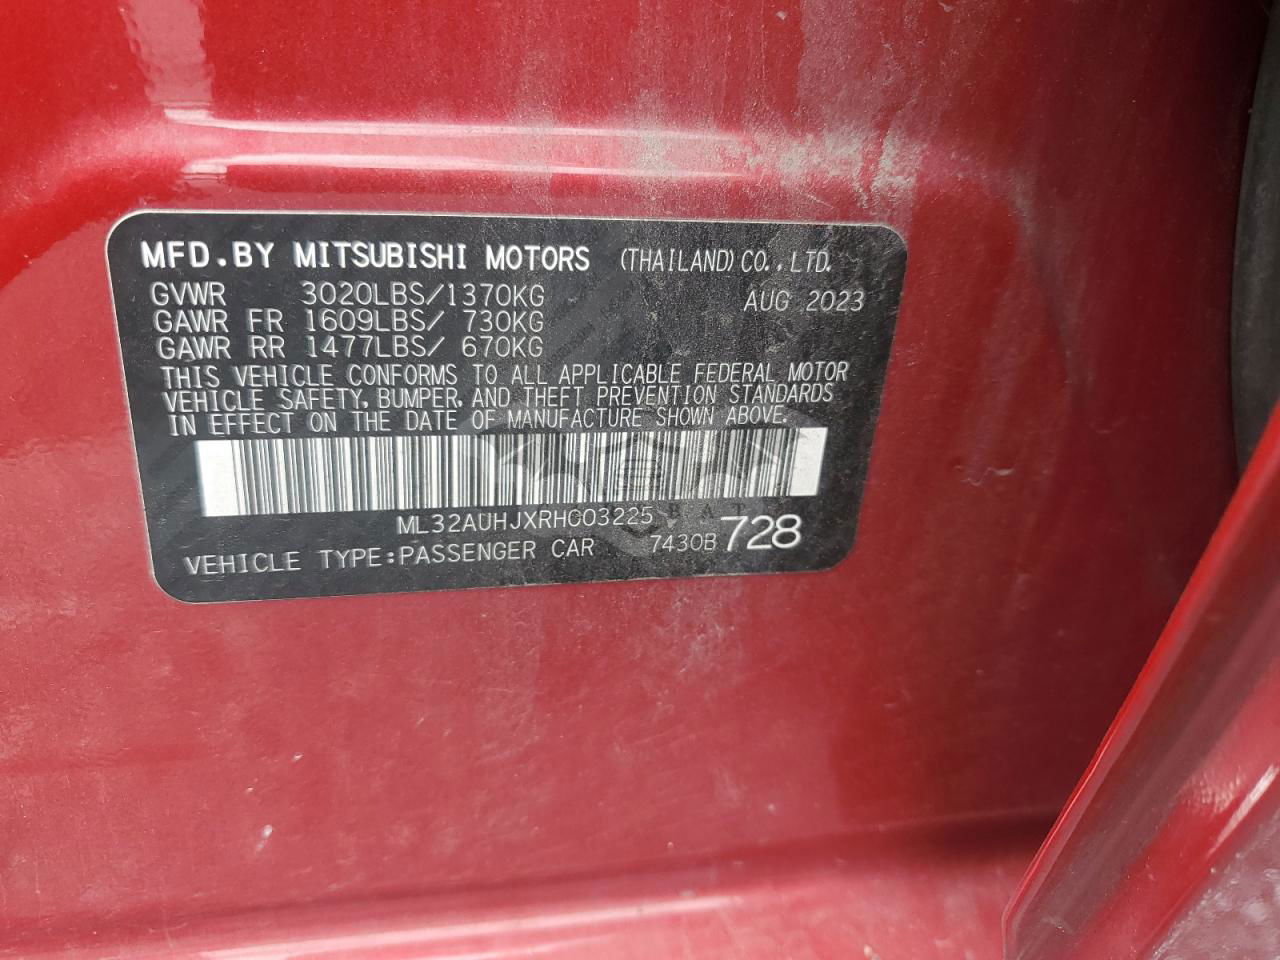 MFD.BY MITSUBISHI MOTORS (THAILAND) CO., LTD.
GVWR 3020LBS/1370KG AUG 2023
GAWR FR 1609LBS/ 730KG
GAWR RR 1477LBS/ 670KG
THIS VEHICLE CONFORMS TO ALL APPLICABLE FEDERAL MOTOR
VEHICLE SAFETY, BUMPER, AND THEFT PREVENTION STANDARDS
IN EFFECT ON THE DATE OF MANUFACTURE SHOWN ABOVE.
ML32AUHJXRH003225
VEHICLE TYPE:PASSENGER CAR 7430B 728